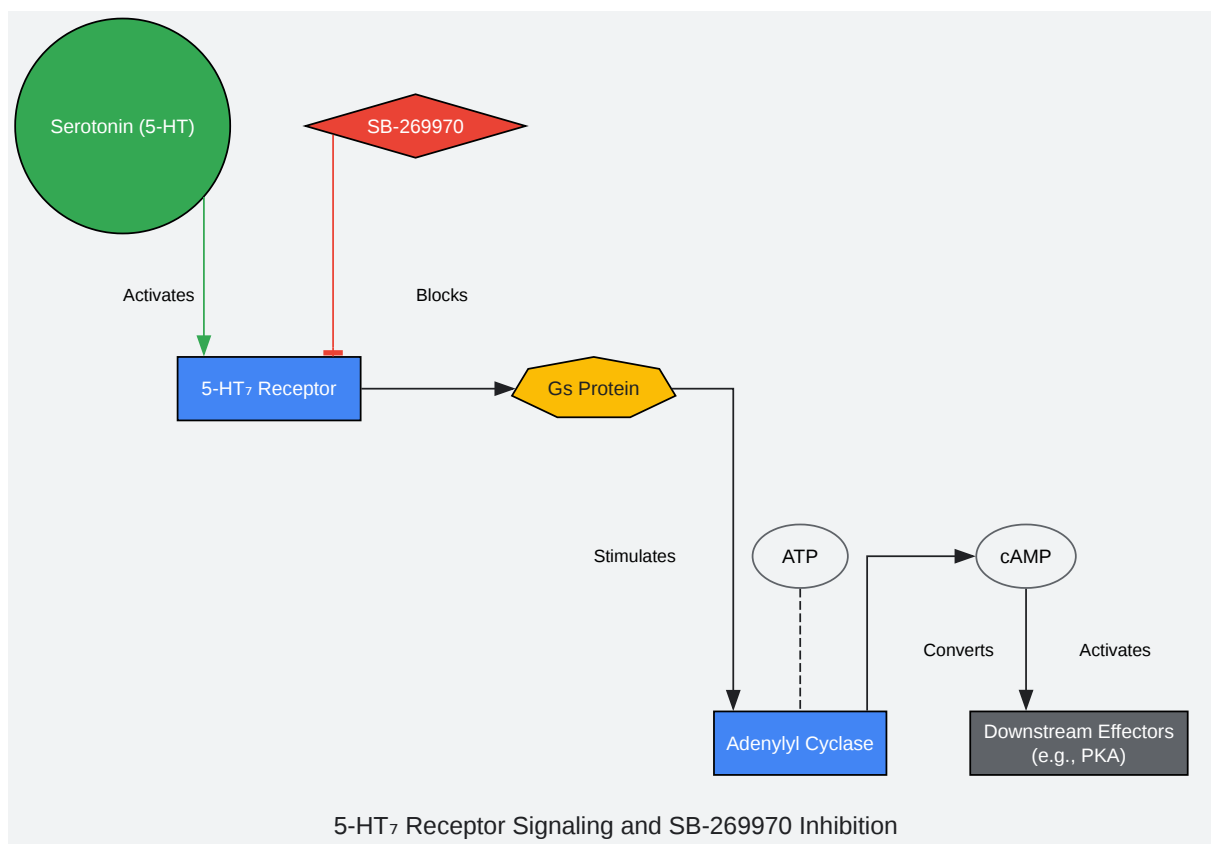 Serotonin (5-HT)
SB-269970
Activates
Blocks
5-HT₇ Receptor
Gs Protein
Stimulates
ATP
cAMP
Converts
Activates
Adenylyl Cyclase
Downstream Effectors
(e.g., PKA)
5-HT₇ Receptor Signaling and SB-269970 Inhibition